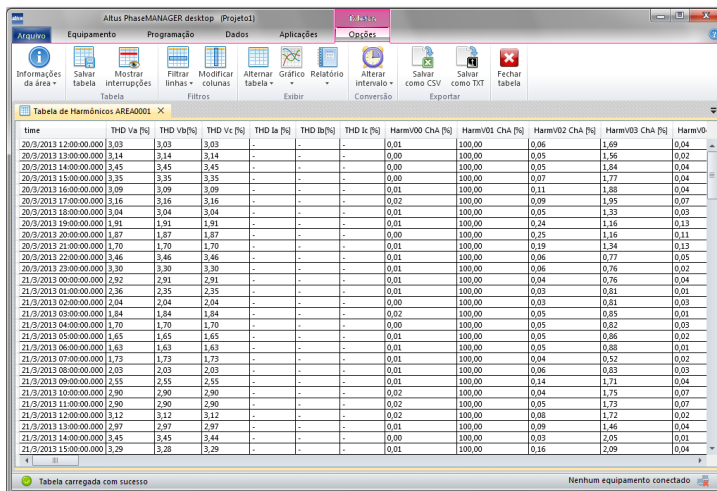 Altus PhaseMANAGER desktop (Projeto1)
Arquivo Equipamento Programação Dados Aplicações Opções
Informações da área Salvar tabela Mostrar interrupções Filtrar linhas Modificar colunas Alternar tabela Gráfico Relatório Alterar intervalo Salvar como CSV Salvar como TXT Fechar tabela
Tabela Filtros Exibir Conversão Exportar
Tabela de Harmônicos AREA0001
time THD Va [%] THD Vb[%] THD Vc [%] THD Ia [%] THD Ib[%] THD Ic [%] HarmV00 ChA [%] HarmV01 ChA [%] HarmV02 ChA [%] HarmV03 ChA [%] HarmV0
20/3/2013 12:00:00.000 3,03 3,03 3,03 - - - 0,01 100,00 0,06 1,69 0,04
20/3/2013 13:00:00.000 3,14 3,14 3,14 - - - 0,00 100,00 0,05 1,56 0,02
20/3/2013 14:00:00.000 3,45 3,45 3,45 - - - 0,00 100,00 0,05 1,84 0,04
20/3/2013 15:00:00.000 3,35 3,35 3,35 - - - 0,00 100,00 0,07 1,77 0,04
20/3/2013 16:00:00.000 3,09 3,09 3,09 - - - 0,01 100,00 0,11 1,88 0,04
20/3/2013 17:00:00.000 3,16 3,16 3,16 - - - 0,02 100,00 0,09 1,95 0,07
20/3/2013 18:00:00.000 3,04 3,04 3,04 - - - 0,01 100,00 0,05 1,33 0,03
20/3/2013 19:00:00.000 1,91 1,91 1,91 - - - 0,01 100,00 0,24 1,16 0,13
20/3/2013 20:00:00.000 1,87 1,87 1,87 - - - 0,00 100,00 0,25 1,16 0,11
20/3/2013 21:00:00.000 1,70 1,70 1,70 - - - 0,01 100,00 0,19 1,34 0,13
20/3/2013 22:00:00.000 3,46 3,46 3,46 - - - 0,01 100,00 0,06 0,77 0,05
20/3/2013 23:00:00.000 3,30 3,30 3,30 - - - 0,01 100,00 0,06 0,76 0,02
21/3/2013 00:00:00.000 2,92 2,91 2,91 - - - 0,01 100,00 0,04 0,76 0,04
21/3/2013 01:00:00.000 2,36 2,35 2,35 - - - 0,01 100,00 0,03 0,81 0,01
21/3/2013 02:00:00.000 2,04 2,04 2,04 - - - 0,00 100,00 0,03 0,81 0,03
21/3/2013 03:00:00.000 1,84 1,84 1,84 - - - 0,02 100,00 0,05 0,85 0,01
21/3/2013 04:00:00.000 1,70 1,70 1,70 - - - 0,00 100,00 0,05 0,82 0,03
21/3/2013 05:00:00.000 1,65 1,65 1,65 - - - 0,01 100,00 0,05 0,86 0,02
21/3/2013 06:00:00.000 1,63 1,63 1,63 - - - 0,01 100,00 0,05 0,88 0,01
21/3/2013 07:00:00.000 1,73 1,73 1,73 - - - 0,01 100,00 0,04 0,52 0,02
21/3/2013 08:00:00.000 2,03 2,03 2,03 - - - 0,01 100,00 0,06 0,83 0,03
21/3/2013 09:00:00.000 2,55 2,55 2,55 - - - 0,01 100,00 0,14 1,71 0,04
21/3/2013 10:00:00.000 2,90 2,90 2,90 - - - 0,02 100,00 0,04 1,75 0,07
21/3/2013 11:00:00.000 2,90 2,90 2,90 - - - 0,02 100,00 0,05 1,73 0,07
21/3/2013 12:00:00.000 3,12 3,12 3,12 - - - 0,02 100,00 0,08 1,72 0,02
21/3/2013 13:00:00.000 2,97 2,97 2,97 - - - 0,01 100,00 0,09 1,46 0,04
21/3/2013 14:00:00.000 3,45 3,45 3,44 - - - 0,00 100,00 0,03 2,05 0,01
21/3/2013 15:00:00.000 3,29 3,28 3,29 - - - 0,01 100,00 0,16 2,09 0,04
Tabela carregada com sucesso Nenhum equipamento conectado